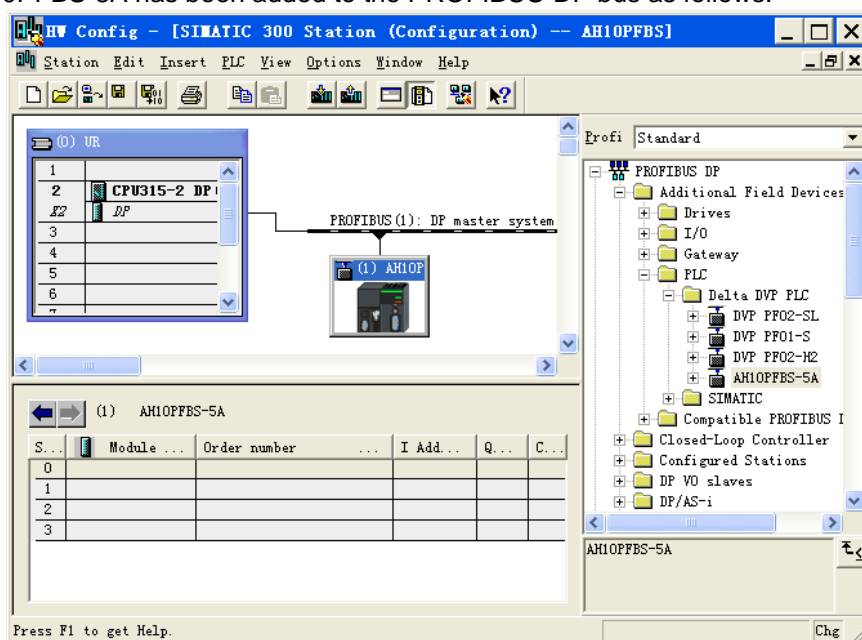 HW Config - [SIMATIC 300 Station (Configuration) -- AH10PFBS]
Station Edit Insert PLC View Options Window Help
(0) UR
1
2 CPU315-2 DP(
X2 DP
3
4
5
6
PROFIBUS(1): DP master system
(1) AH10P
Profi Standard
PROFIBUS DP
Additional Field Devices
Drives
I/O
Gateway
PLC
Delta DVP PLC
DVP PF02-SL
DVP PF01-S
DVP PF02-H2
AH10PFBS-5A
SIMATIC
Compatible PROFIBUS I
Closed-Loop Controller
Configured Stations
DP V0 slaves
DP/AS-i
(1) AH10PFBS-5A
S... Module ... Order number ... I Add... Q... C...
0
1
2
3
AH10PFBS-5A
Press F1 to get Help.
Chg